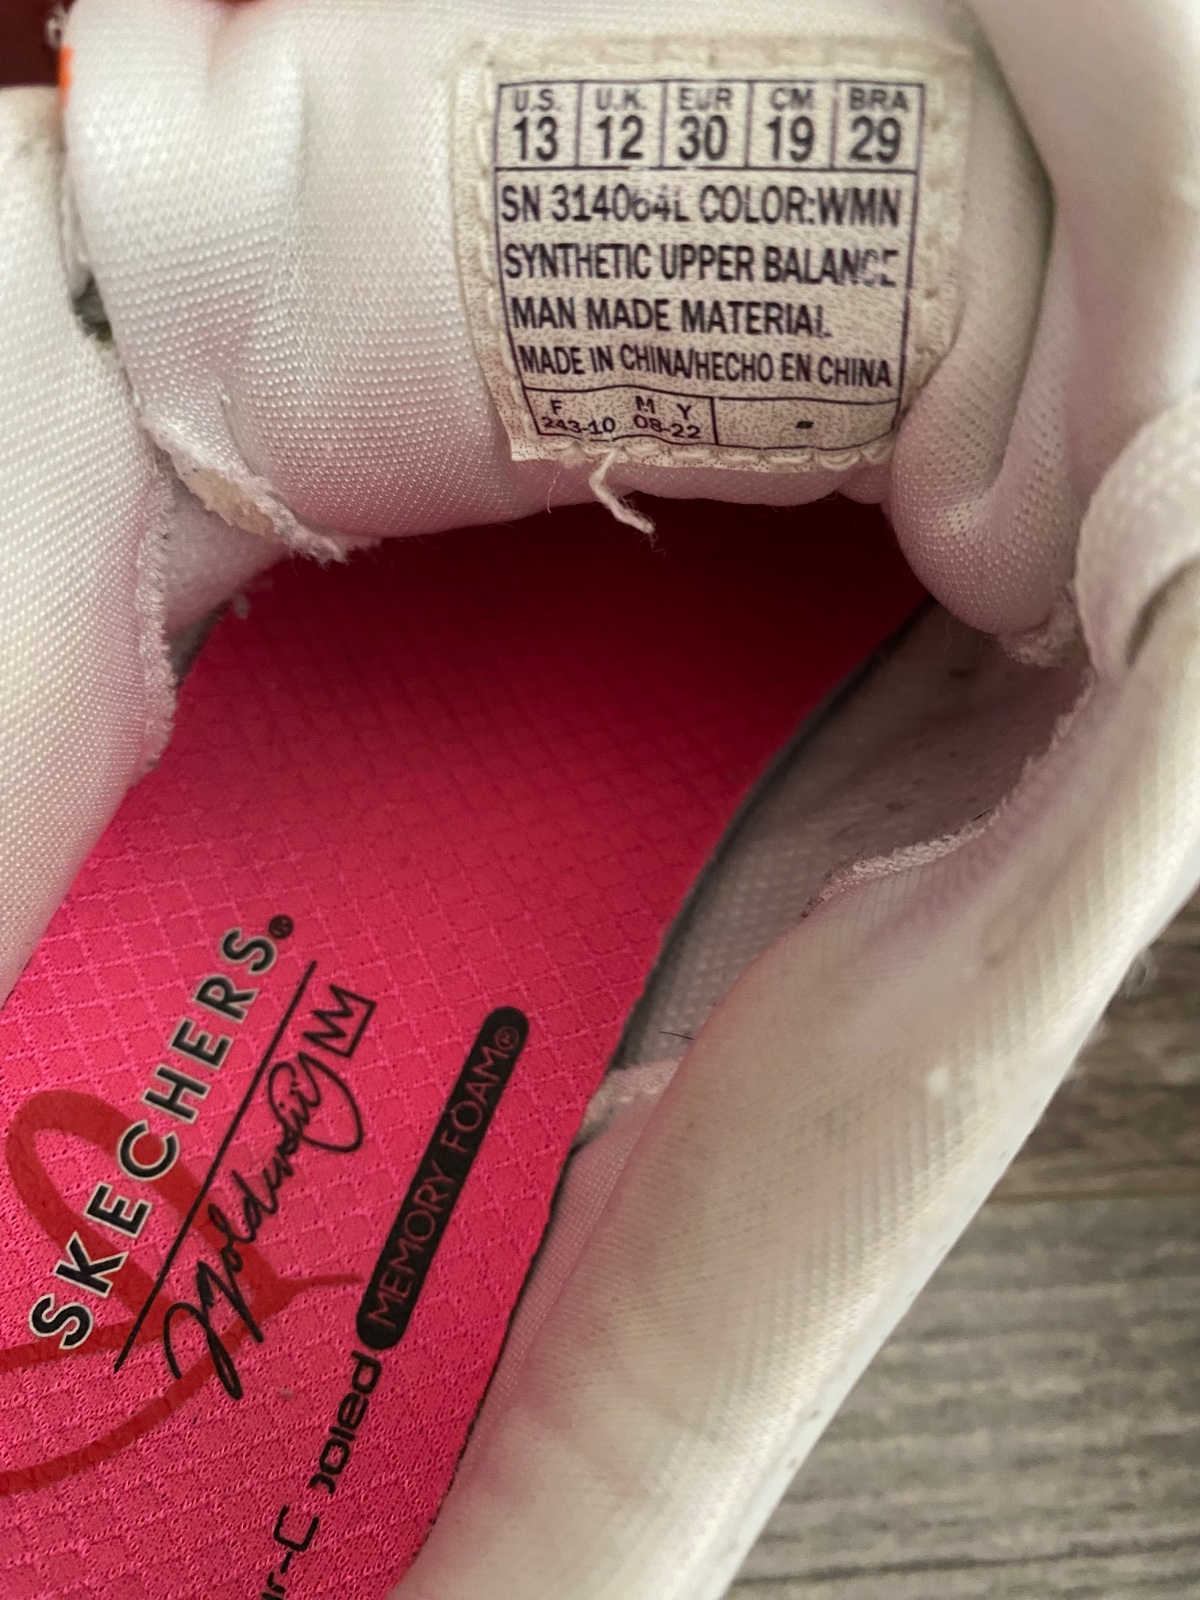 U.S. U.K. EUR CM BRA
13 12 30 19 29
SN 314064L COLOR:WMN
SYNTHETIC UPPER BALANCE
MAN MADE MATERIAL
MADE IN CHINA/HECHO EN CHINA
F M Y
243-10 08-22 -
SKECHERS®
MEMORY FOAM®
r-Cooled